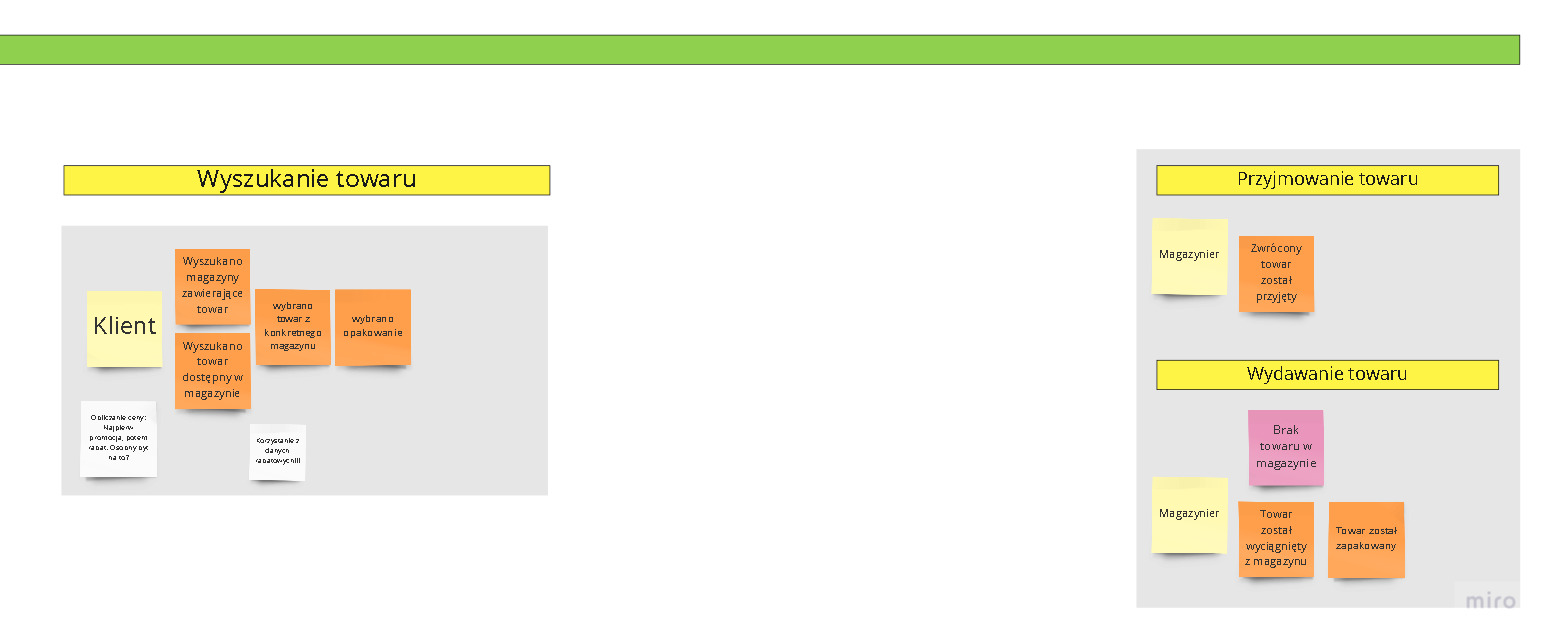 Wyszukanie towaru
Klient
Wyszukano
magazyny
zawierające
towar
Wyszukano
towar
dostępny w
magazynie
wybrano
towar z
konkretnego
magazynu
wybrano
opakowanie
Obliczanie ceny:
Najpierw
promocja, potem
rabat. Osobny byt
na to?
Korzystanie z
danych
rabatowych!!!
Przyjmowanie towaru
Magazynier
Zwrócony
towar
został
przyjęty
Wydawanie towaru
Brak
towaru w
magazynie
Magazynier
Towar
został
wyciągnięty
z magazynu
Towar został
zapakowany
miro